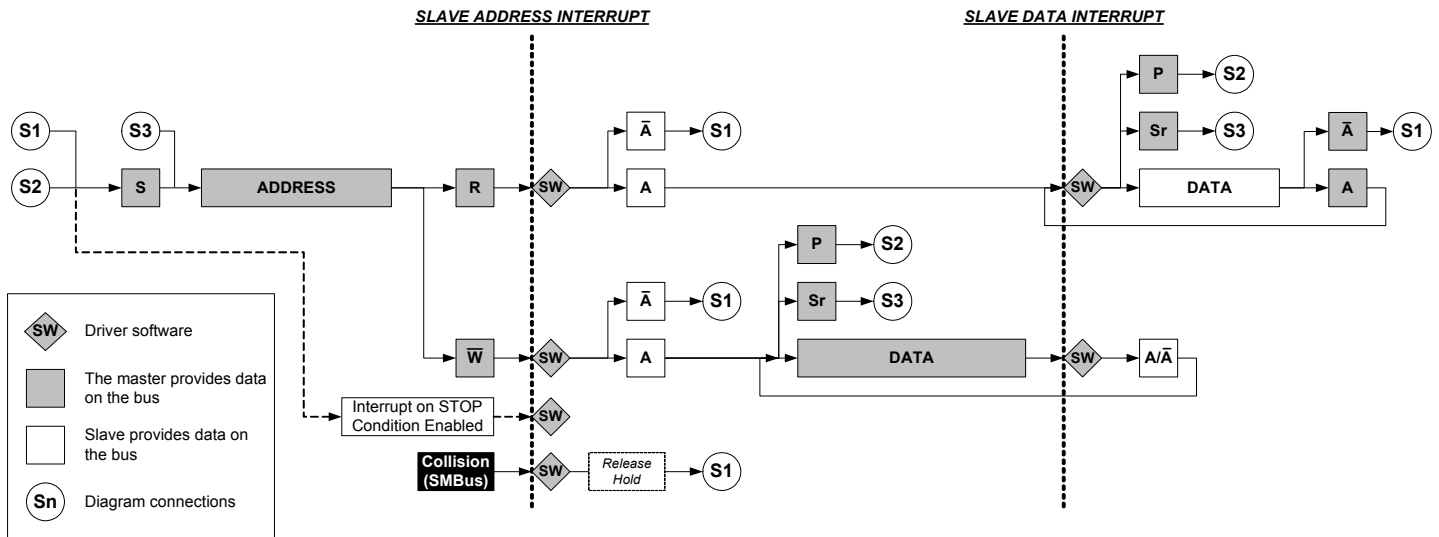 SLAVE ADDRESS INTERRUPT
SLAVE DATA INTERRUPT
P
S2
S1
S3
A̅
S1
Sr
S3
A̅
S1
S2
S
ADDRESS
R
SW
A
SW
DATA
A
P
S2
A̅
S1
Sr
S3
W̅
SW
A
DATA
SW
A/A̅
Interrupt on STOP
Condition Enabled
SW
Collision
(SMBus)
SW
Release
Hold
S1
SW
Driver software
The master provides data
on the bus
Slave provides data on
the bus
Sn
Diagram connections